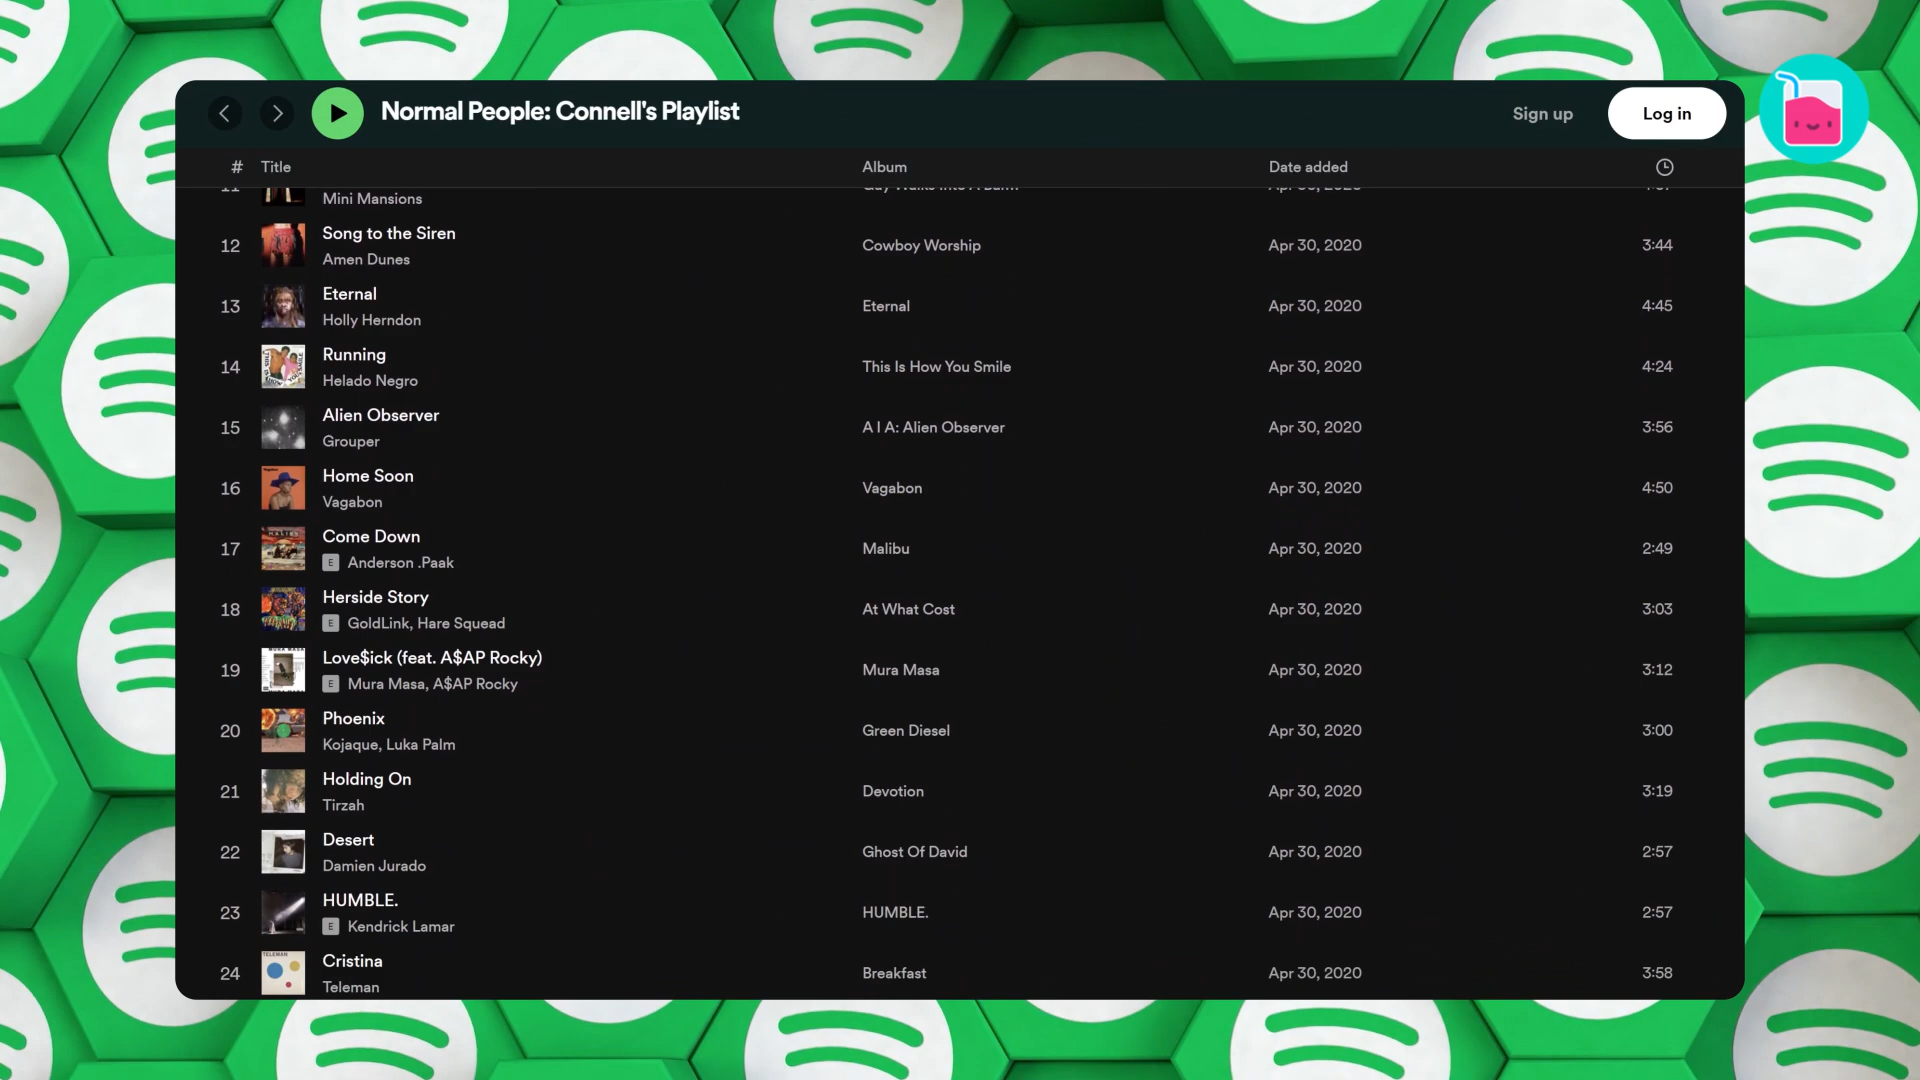 Normal People: Connell's Playlist
Sign up
Log in
# Title Album Date added
Mini Mansions
12 Song to the Siren Cowboy Worship Apr 30, 2020 3:44
Amen Dunes
13 Eternal Eternal Apr 30, 2020 4:45
Holly Herndon
14 Running This Is How You Smile Apr 30, 2020 4:24
Helado Negro
15 Alien Observer A I A: Alien Observer Apr 30, 2020 3:56
Grouper
16 Home Soon Vagabon Apr 30, 2020 4:50
Vagabon
17 Come Down Malibu Apr 30, 2020 2:49
E Anderson .Paak
18 Herside Story At What Cost Apr 30, 2020 3:03
E GoldLink, Hare Squead
19 Love$ick (feat. A$AP Rocky) Mura Masa Apr 30, 2020 3:12
E Mura Masa, A$AP Rocky
20 Phoenix Green Diesel Apr 30, 2020 3:00
Kojaque, Luka Palm
21 Holding On Devotion Apr 30, 2020 3:19
Tirzah
22 Desert Ghost Of David Apr 30, 2020 2:57
Damien Jurado
23 HUMBLE. HUMBLE. Apr 30, 2020 2:57
E Kendrick Lamar
24 Cristina Breakfast Apr 30, 2020 3:58
TELEMAN
Teleman